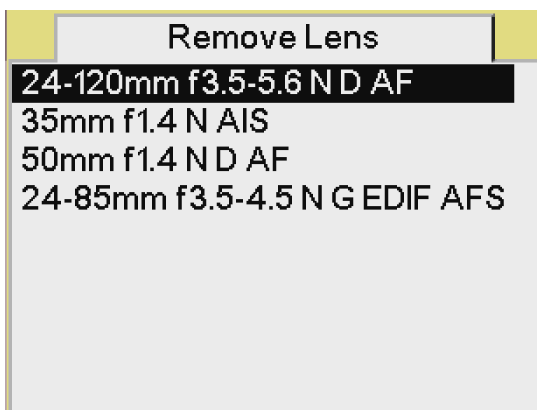 Remove Lens
24-120mm f3.5-5.6 N D AF
35mm f1.4 N AIS
50mm f1.4 N D AF
24-85mm f3.5-4.5 N G EDIF AFS